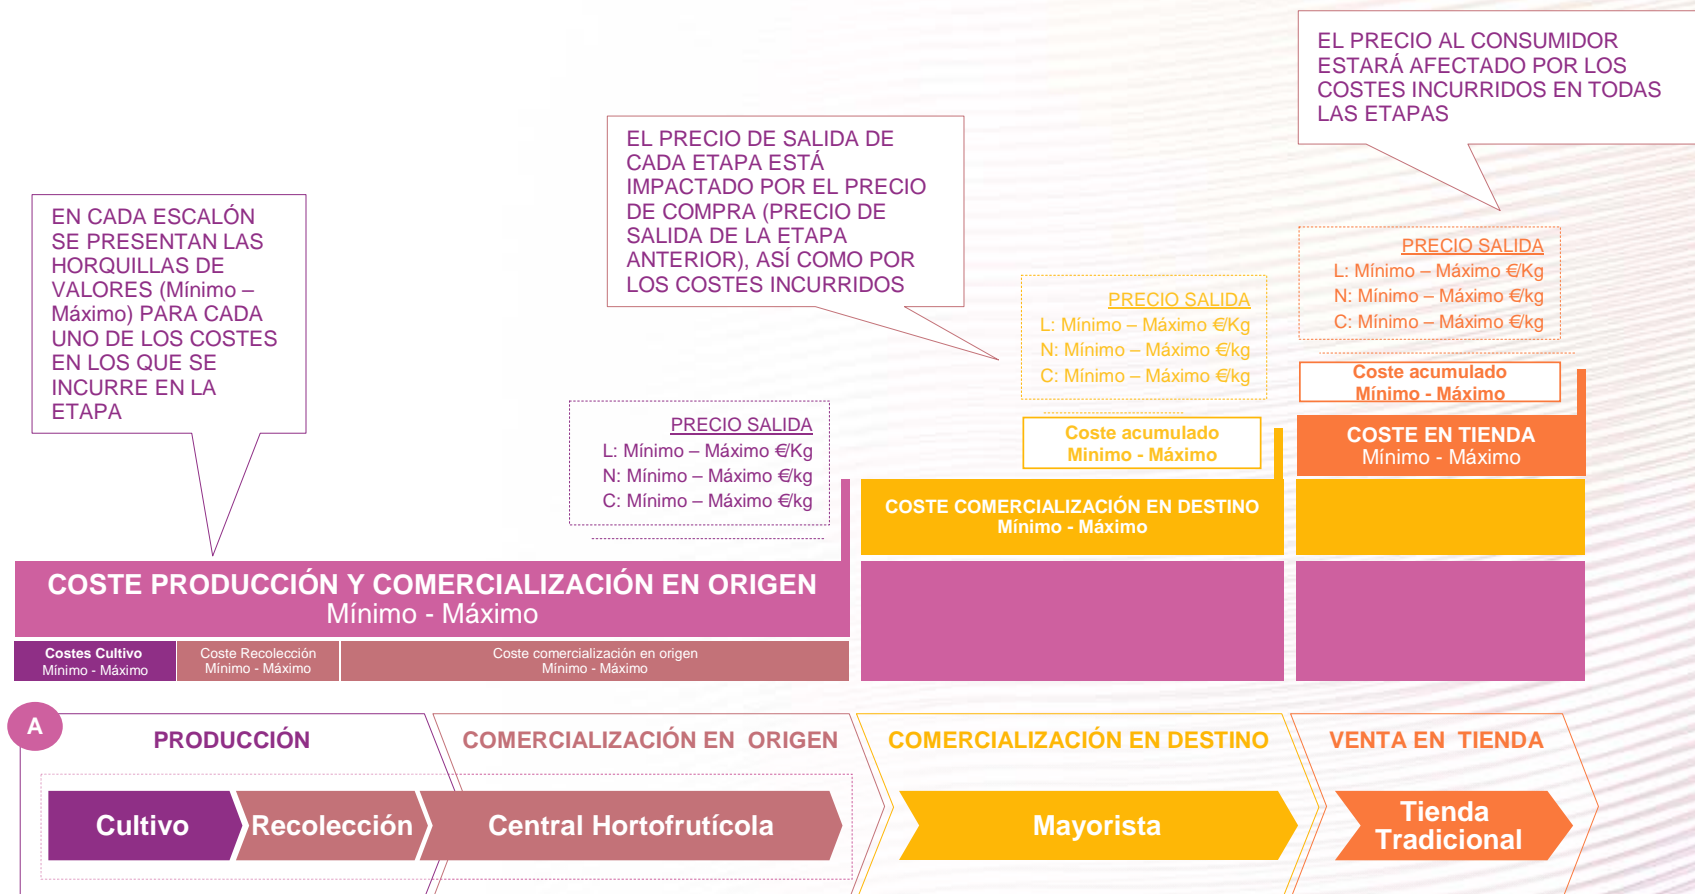 EL PRECIO AL CONSUMIDOR
ESTARÁ AFECTADO POR LOS
COSTES INCURRIDOS EN TODAS
LAS ETAPAS
EL PRECIO DE SALIDA DE
CADA ETAPA ESTÁ
IMPACTADO POR EL PRECIO
DE COMPRA (PRECIO DE
SALIDA DE LA ETAPA
ANTERIOR), ASÍ COMO POR
LOS COSTES INCURRIDOS
EN CADA ESCALÓN
SE PRESENTAN LAS
HORQUILLAS DE
VALORES (Mínimo –
Máximo) PARA CADA
UNO DE LOS COSTES
EN LOS QUE SE
INCURRE EN LA
ETAPA
PRECIO SALIDA
L: Mínimo – Máximo €/Kg
N: Mínimo – Máximo €/kg
C: Mínimo – Máximo €/kg
PRECIO SALIDA
L: Mínimo – Máximo €/Kg
N: Mínimo – Máximo €/kg
C: Mínimo – Máximo €/kg
PRECIO SALIDA
L: Mínimo – Máximo €/Kg
N: Mínimo – Máximo €/kg
C: Mínimo – Máximo €/kg
Coste acumulado
Mínimo - Máximo
Coste acumulado
Minimo - Máximo
COSTE EN TIENDA
Mínimo - Máximo
COSTE COMERCIALIZACIÓN EN DESTINO
Mínimo - Máximo
COSTE PRODUCCIÓN Y COMERCIALIZACIÓN EN ORIGEN
Mínimo - Máximo
Costes Cultivo
Mínimo - Máximo
Coste Recolección
Mínimo - Máximo
Coste comercialización en origen
Mínimo - Máximo
A
PRODUCCIÓN
COMERCIALIZACIÓN EN ORIGEN
COMERCIALIZACIÓN EN DESTINO
VENTA EN TIENDA
Cultivo
Recolección
Central Hortofrutícola
Mayorista
Tienda
Tradicional